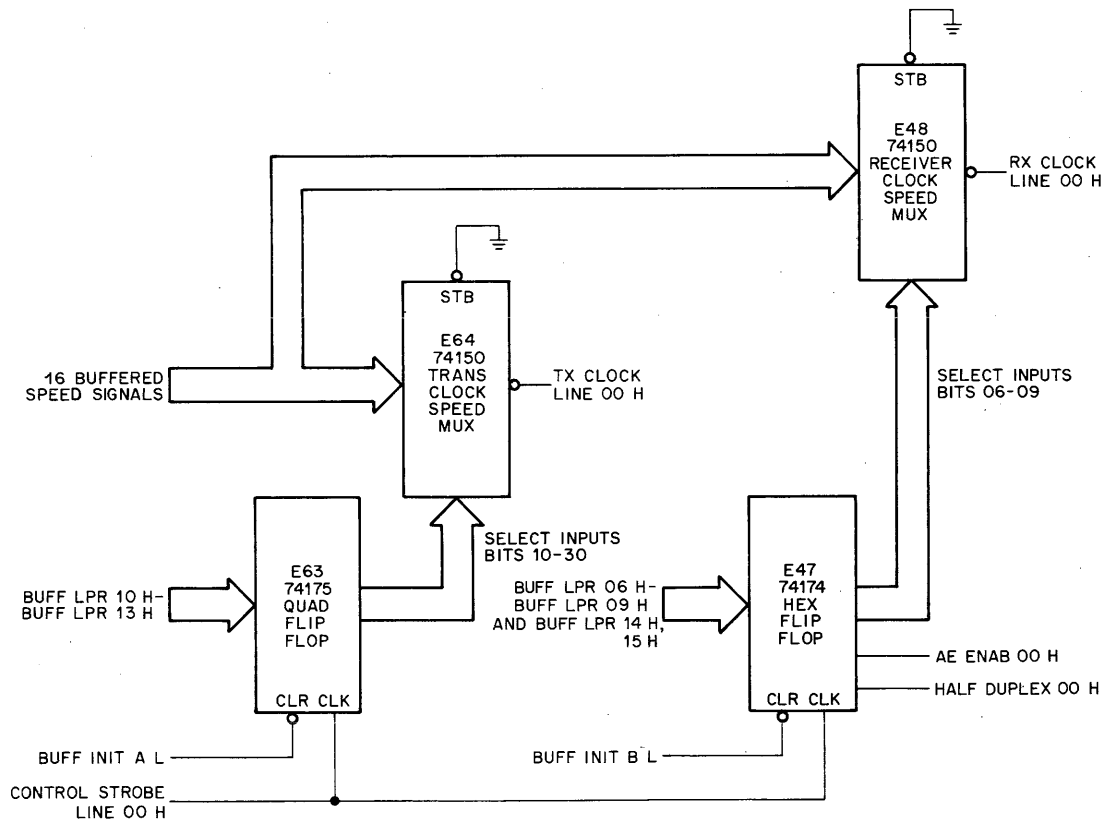 STB
E48
74150
RECEIVER
CLOCK
SPEED
MUX
RX CLOCK
LINE 00 H
STB
E64
74150
TRANS
CLOCK
SPEED
MUX
TX CLOCK
LINE 00 H
16 BUFFERED
SPEED SIGNALS
SELECT INPUTS
BITS 06-09
SELECT INPUTS
BITS 10-30
BUFF LPR 10 H-
BUFF LPR 13 H
E63
74175
QUAD
FLIP
FLOP
CLR CLK
BUFF LPR 06 H-
BUFF LPR 09 H
AND BUFF LPR 14 H,
15 H
E47
74174
HEX
FLIP
FLOP
CLR CLK
AE ENAB 00 H
HALF DUPLEX 00 H
BUFF INIT A L
BUFF INIT B L
CONTROL STROBE
LINE 00 H